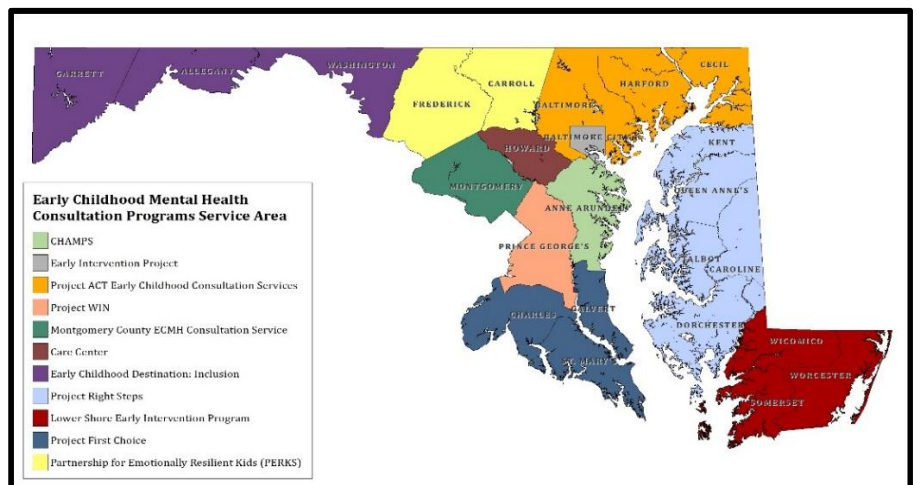 GARRETT
ALLEGANY
WASHINGTON
FREDERICK
CARROLL
BALTIMORE
HARFORD
CECIL
BALTIMORE CITY
HOWARD
KENT
MONTGOMERY
QUEEN ANNE'S
ANNE ARUNDEL
PRINCE GEORGE'S
TALBOT
CAROLINE
CHARLES
CALVERT
DORCHESTER
WICOMICO
ST. MARY'S
WORCESTER
SOMERSET
Early Childhood Mental Health
Consultation Programs Service Area
CHAMPS
Early Intervention Project
Project ACT Early Childhood Consultation Services
Project WIN
Montgomery County ECMH Consultation Service
Care Center
Early Childhood Destination: Inclusion
Project Right Steps
Lower Shore Early Intervention Program
Project First Choice
Partnership for Emotionally Resilient Kids (PERKS)